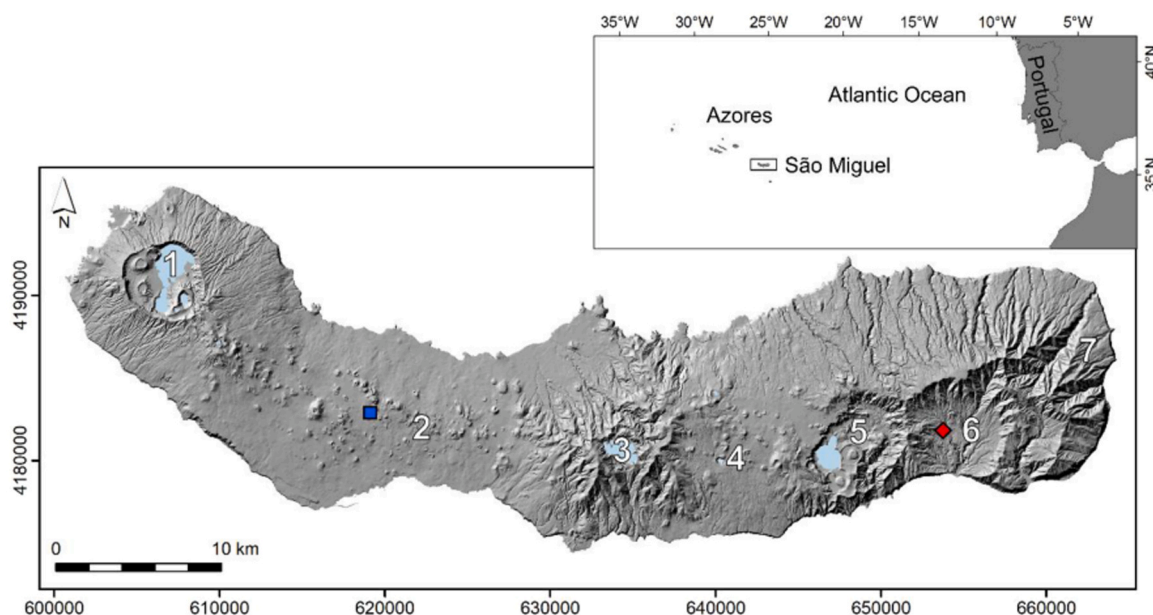 35°W 30°W 25°W 20°W 15°W 10°W 5°W
40°N
Portugal
Atlantic Ocean
Azores
São Miguel
35°N
N
4190000
4180000
1
2
3
4
5
6
7
0 10 km
600000 610000 620000 630000 640000 650000 660000